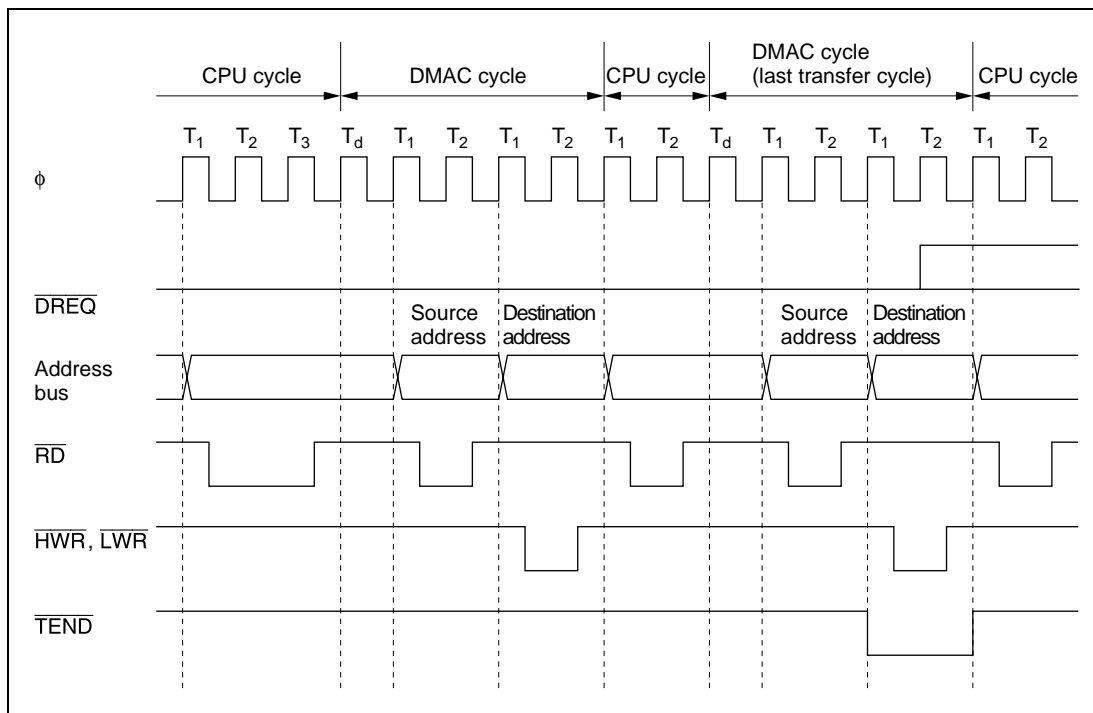 CPU cycle DMAC cycle CPU cycle DMAC cycle
(last transfer cycle) CPU cycle
T1 T2 T3 Td T1 T2 T1 T2 T1 T2 Td T1 T2 T1 T2 T1 T2
φ
DREQ
Source
address
Destination
address
Source
address
Destination
address
Address
bus
RD
HWR, LWR
TEND